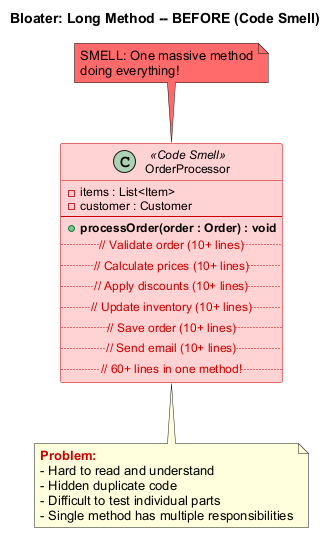 Bloater: Long Method -- BEFORE (Code Smell)
SMELL: One massive method
doing everything!
C
«Code Smell»
OrderProcessor
items : List<Item>
customer : Customer
processOrder(order : Order) : void
// Validate order (10+ lines)
// Calculate prices (10+ lines)
// Apply discounts (10+ lines)
// Update inventory (10+ lines)
// Save order (10+ lines)
// Send email (10+ lines)
// 60+ lines in one method!
Problem:
- Hard to read and understand
- Hidden duplicate code
- Difficult to test individual parts
- Single method has multiple responsibilities